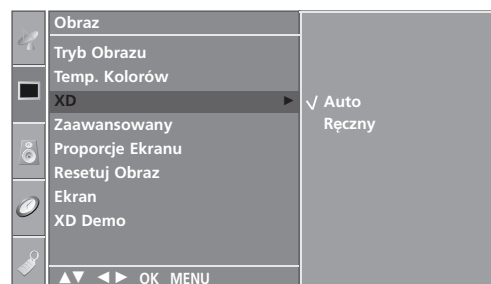 Obraz
Tryb Obrazu
Temp. Kolorów
XD ►
Zaawansowany
Proporcje Ekranu
Resetuj Obraz
Ekran
XD Demo
√ Auto
Ręczny
▲▼ ◄► OK MENU